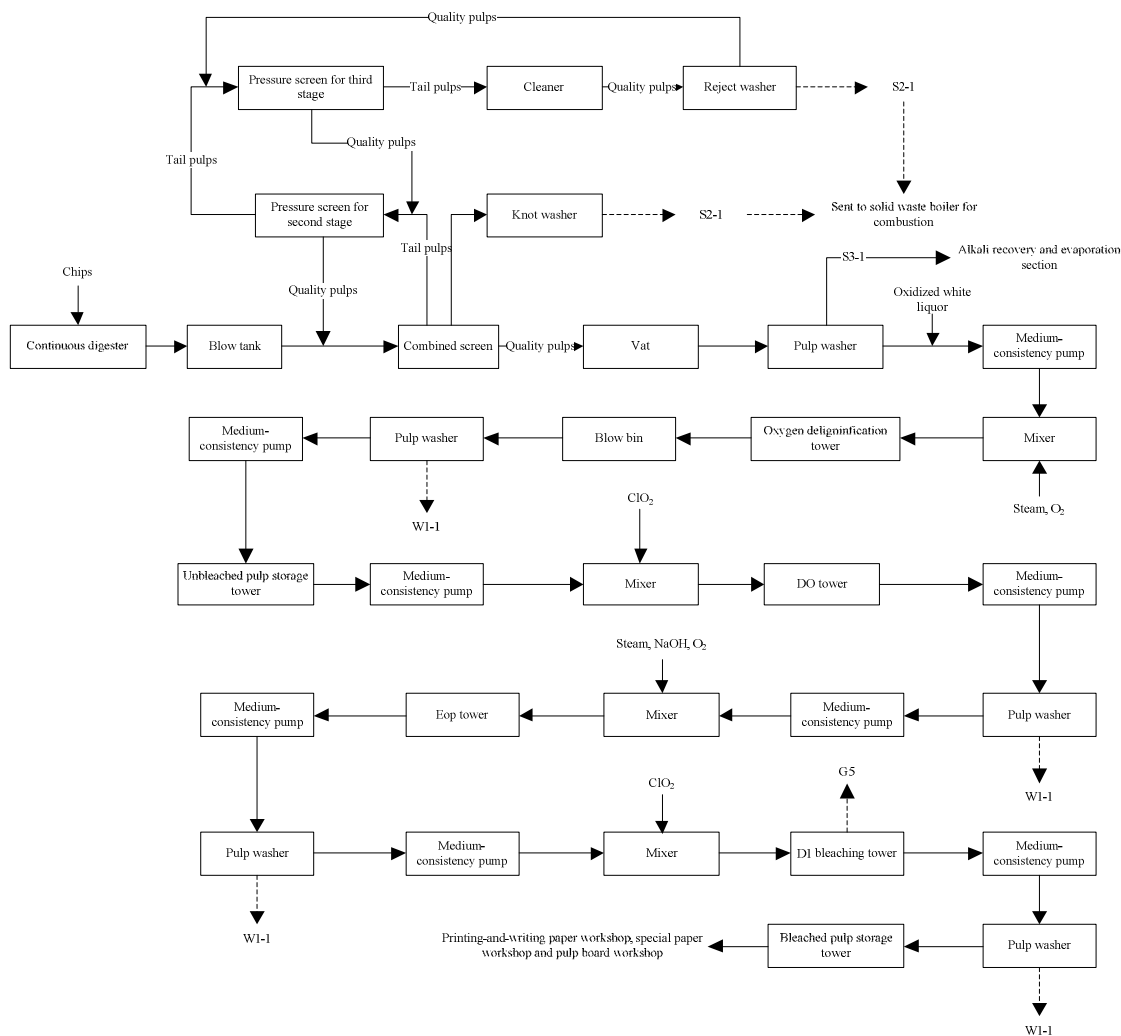 Quality pulps
Pressure screen for third
stage
Tail pulps
Cleaner
Quality pulps
Reject washer
S2-1
Quality pulps
Tail pulps
Pressure screen for
second stage
Knot washer
S2-1
Sent to solid waste boiler for
combustion
Tail pulps
S3-1
Alkali recovery and evaporation
section
Chips
Quality pulps
Oxidized white
liquor
Continuous digester
Blow tank
Combined screen
Quality pulps
Vat
Pulp washer
Medium-
consistency pump
Medium-
consistency pump
Pulp washer
Blow bin
Oxygen deligninfication
tower
Mixer
W1-1
ClO2
Steam, O2
Unbleached pulp storage
tower
Medium-
consistency pump
Mixer
DO tower
Medium-
consistency pump
Steam, NaOH, O2
Medium-
consistency pump
Eop tower
Mixer
Medium-
consistency pump
Pulp washer
ClO2
G5
W1-1
Pulp washer
Medium-
consistency pump
Mixer
D1 bleaching tower
Medium-
consistency pump
W1-1
Printing-and-writing paper workshop, special paper
workshop and pulp board workshop
Bleached pulp storage
tower
Pulp washer
W1-1